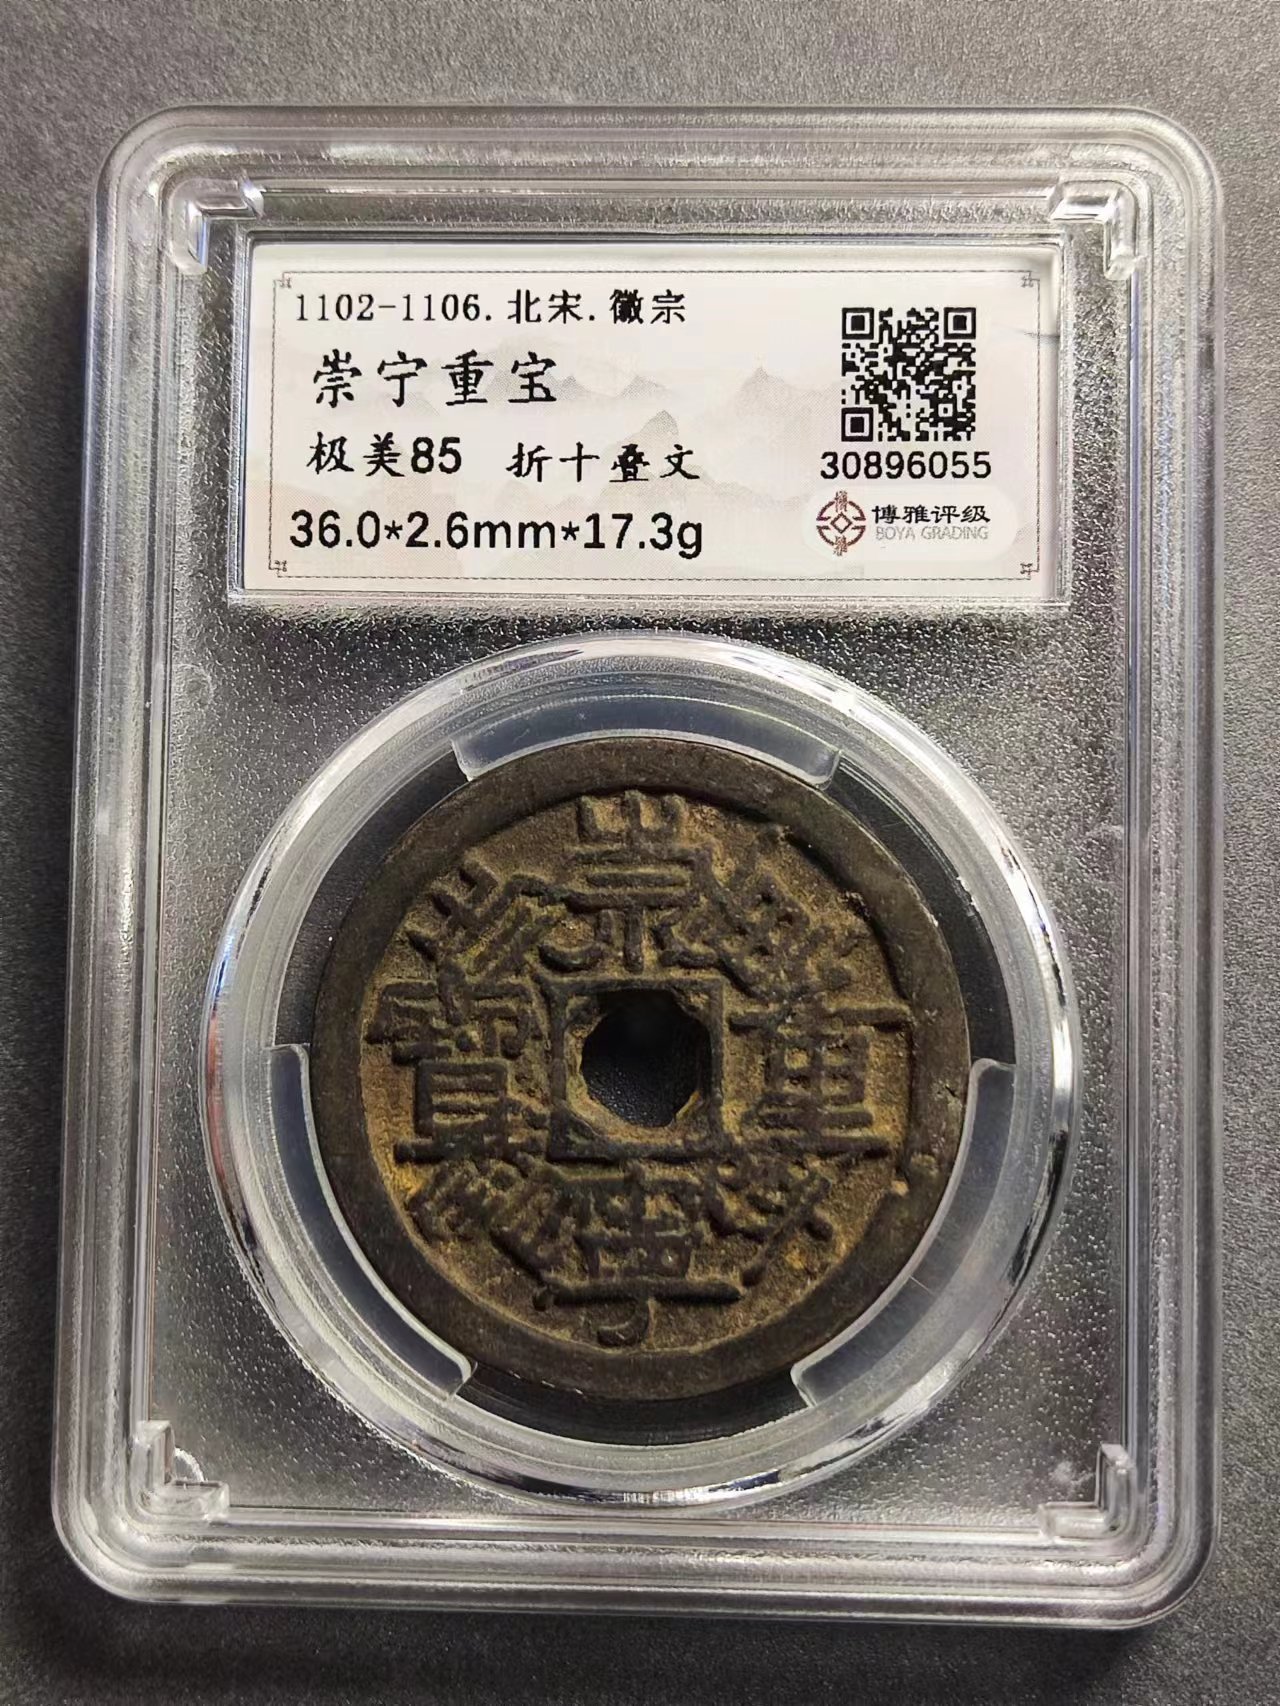 1102-1106.北宋.徽宗
崇宁重宝
极美85 折十叠文
36.0*2.6mm*17.3g
30896055
博雅评级
BOYA GRADING
崇
寶 重
寧